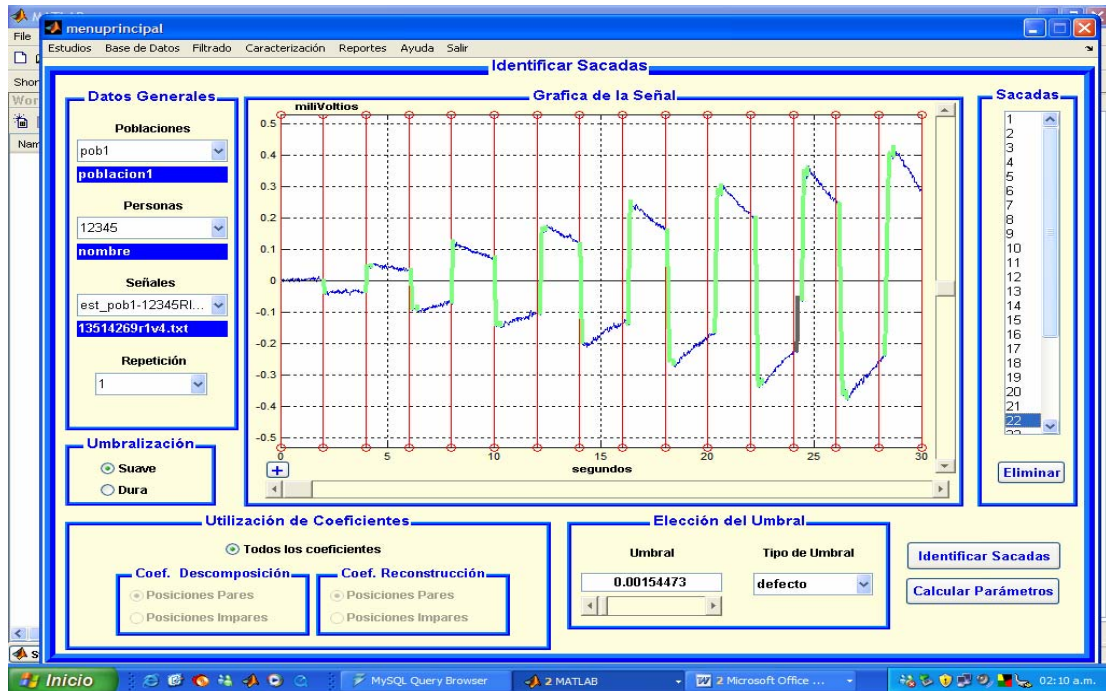 MATLAB
menuprincipal
File
Estudios Base de Datos Filtrado Caracterización Reportes Ayuda Salir
Identificar Sacadas
Shor
Wor
Nam
Datos Generales
Poblaciones
pob1
poblacion1
Personas
12345
nombre
Señales
est_pob1-12345RI...
13514269r1v4.txt
Repetición
1
Grafica de la Señal
miliVoltios
0.5
0.4
0.3
0.2
0.1
0
-0.1
-0.2
-0.3
-0.4
-0.5
0 5 10 15 20 25 30
segundos
+
Sacadas
1
2
3
4
5
6
7
8
9
10
11
12
13
14
15
16
17
18
19
20
21
22
Eliminar
Umbralización
Suave
Dura
Utilización de Coeficientes
Todos los coeficientes
Coef. Descomposición
Posiciones Pares
Posiciones Impares
Coef. Reconstrucción
Posiciones Pares
Posiciones Impares
Elección del Umbral
Umbral
Tipo de Umbral
0.00154473
defecto
Identificar Sacadas
Calcular Parámetros
S
Inicio
MySQL Query Browser
2 MATLAB
2 Microsoft Office ...
02:10 a.m.